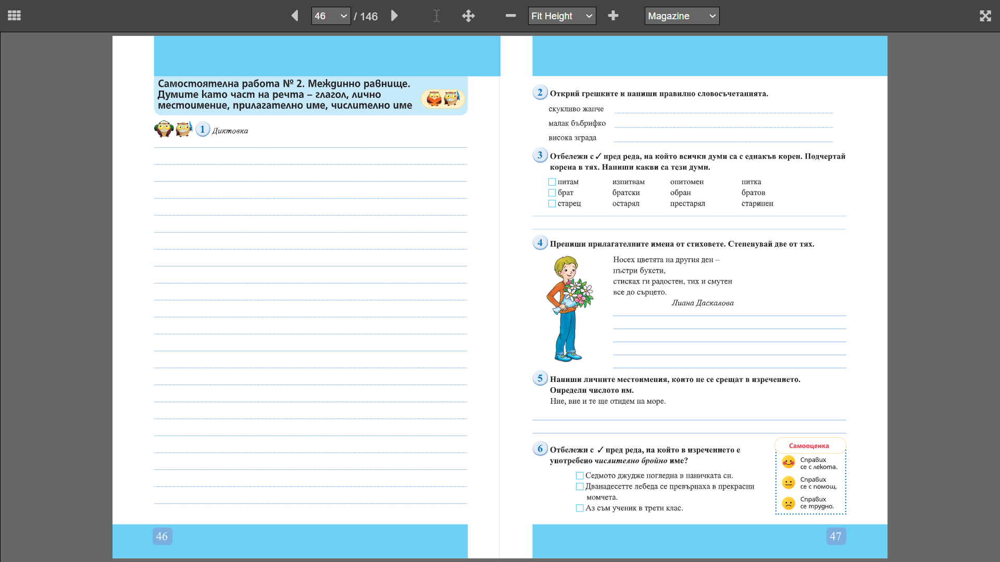 46 / 146 Fit Height Magazine
Самостоятелна работа № 2. Междинно равнище.
Думите като част на речта – глагол, лично
местоимение, прилагателно име, числително име
1 Диктовка
46
2 Открий грешките и напиши правилно словосъчетанията.
скукливо жапче
малак бъбрифко
висока зграда
3 Отбележи с ✓ пред реда, на който всички думи са с еднакъв корен. Подчертай
корена в тях. Напиши какви са тези думи.
питам изпитвам опитомен питка
брат братски обран братов
старец остарял престарял старинен
4 Препиши прилагателните имена от стиховете. Степенувай две от тях.
Носех цветята на другия ден –
пъстри букети,
стисках ги радостен, тих и смутен
все до сърцето.
Лиана Даскалова
5 Напиши личните местоимения, които не се срещат в изречението.
Определи числото им.
Ние, вие и те ще отидем на море.
6 Отбележи с ✓ пред реда, на който в изречението е
употребено числително бройно име?
Седмото джудже погледна в паничката си.
Дванадесетте лебеда се превърнаха в прекрасни
момчета.
Аз съм ученик в трети клас.
Самооценка
Справих
се с лекота.
Справих
се с помощ.
Справих
се трудно.
47